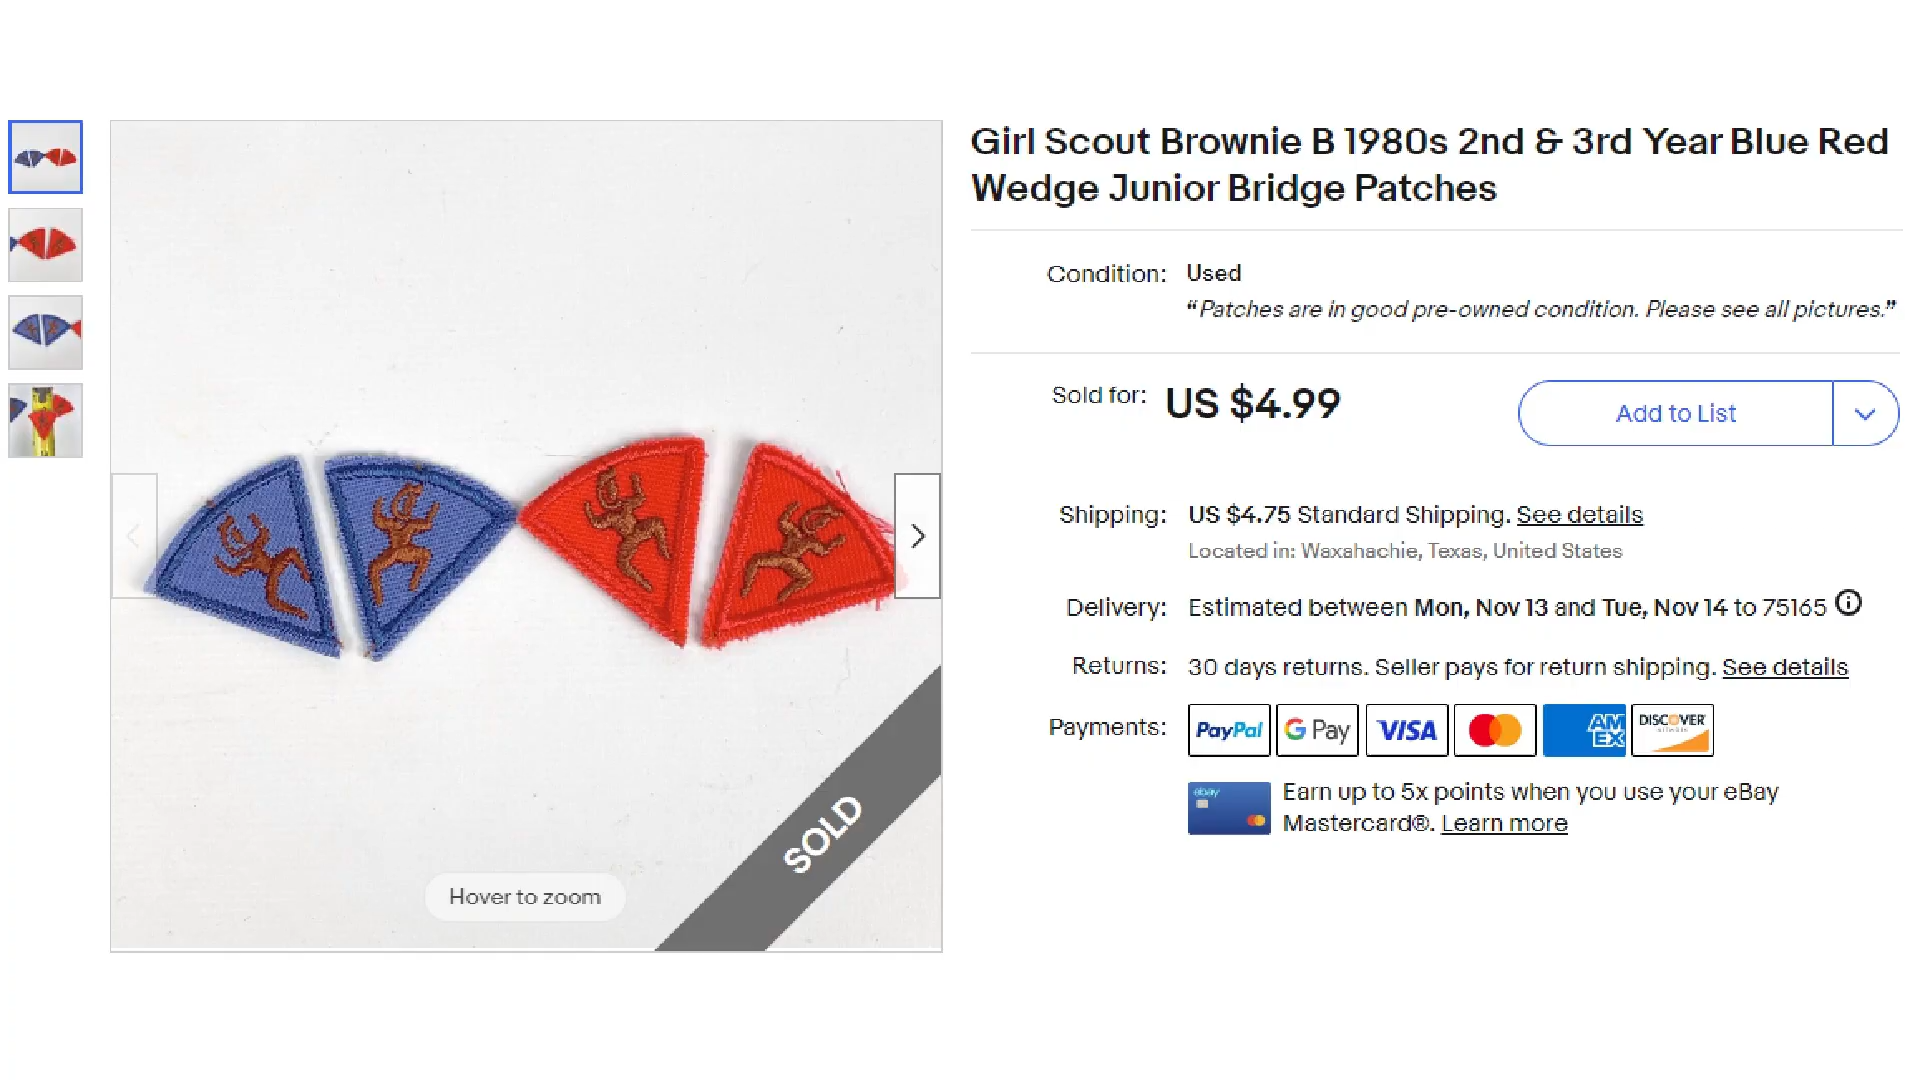 Girl Scout Brownie B 1980s 2nd & 3rd Year Blue Red
Wedge Junior Bridge Patches
Condition: Used
“Patches are in good pre-owned condition. Please see all pictures.”
Sold for: US $4.99
Add to List
Shipping: US $4.75 Standard Shipping. See details
Located in: Waxahachie, Texas, United States
Delivery: Estimated between Mon, Nov 13 and Tue, Nov 14 to 75165
Returns: 30 days returns. Seller pays for return shipping. See details
Payments: PayPal G Pay VISA AM EX DISCOVER
ebay
Earn up to 5x points when you use your eBay
Mastercard®. Learn more
SOLD
Hover to zoom